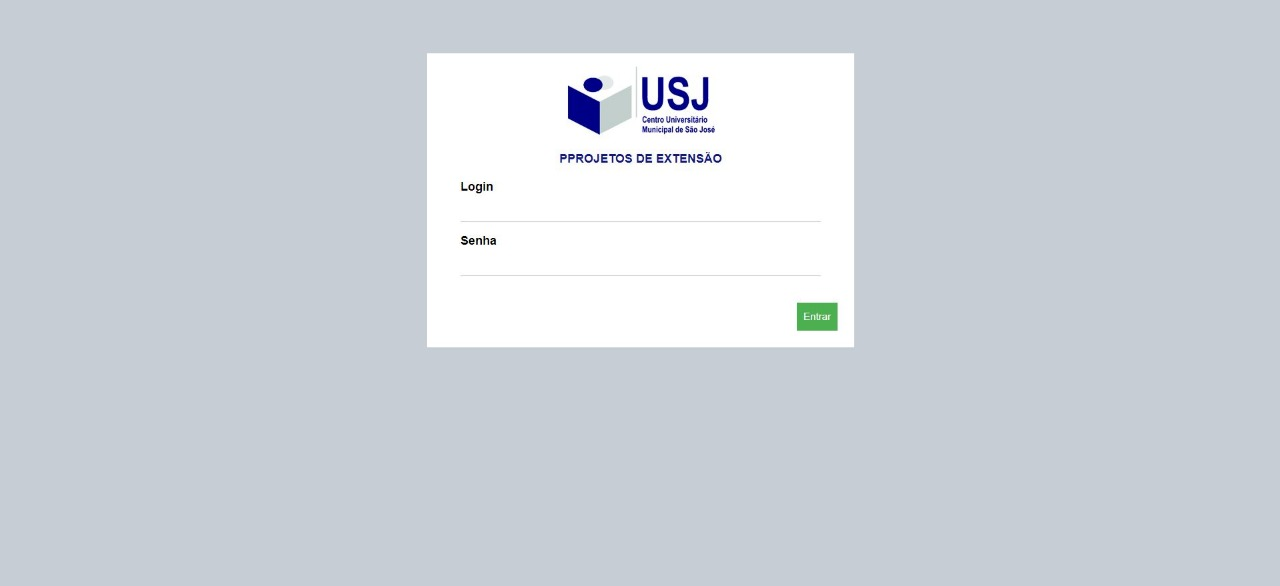 USJ
Centro Universitário
Municipal de São José
PPROJETOS DE EXTENSÃO
Login
Senha
Entrar